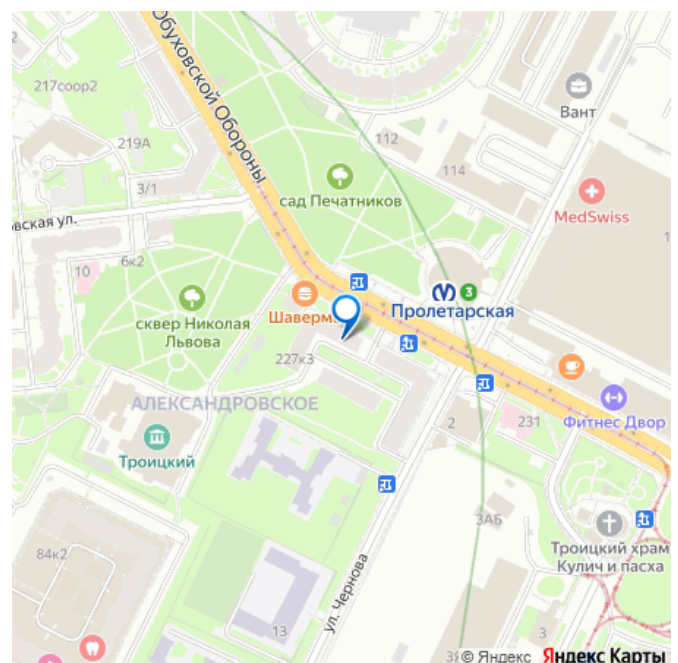 Обуховской Обороны
217соор2
Вант
219А
112
114
3/1
сад Печатников
MedSwiss
вская ул.
6к2
10
3
Пролетарская
Шаверм
сквер Николая
Львова
227к3
АЛЕКСАНДРОВСКОЕ
Фитнес Двор
2
231
Троицкий
3АБ
Троицкий храм
Кулич и пасха
84к2
ул. Чернова
13
3
© Яндекс Яндекс Карты